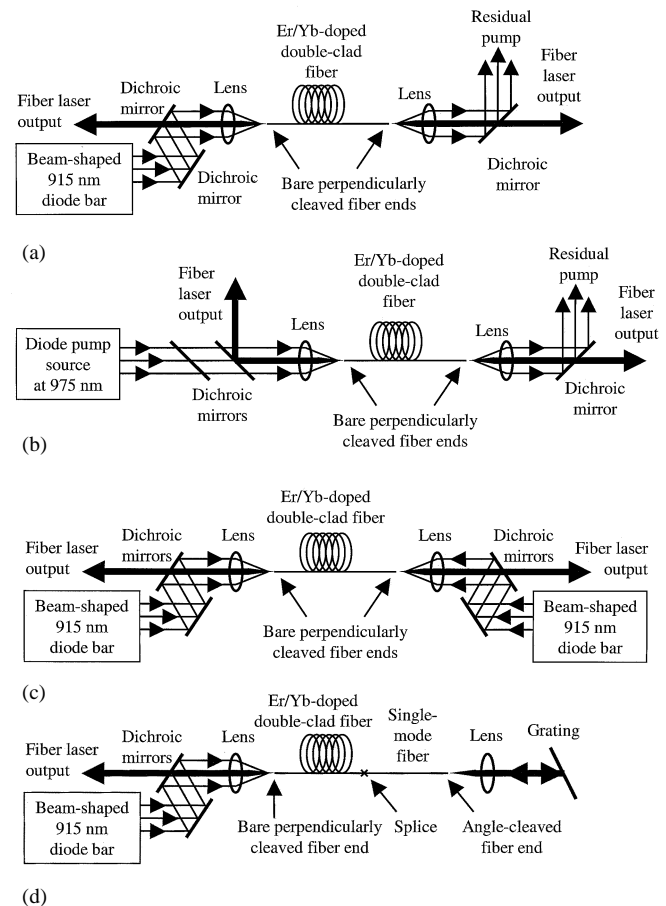 Er/Yb-doped
double-clad
fiber
Residual
pump
Dichroic
mirror
Lens
Lens
Fiber laser
output
Fiber laser
output
Beam-shaped
915 nm
diode bar
Dichroic
mirror
Bare perpendicularly
cleaved fiber ends
Dichroic
mirror
(a)
Er/Yb-doped
double-clad
fiber
Residual
pump
Fiber
laser
output
Fiber
laser
output
Lens
Lens
Diode pump
source
at 975 nm
Dichroic
mirrors
Bare perpendicularly
cleaved fiber ends
Dichroic
mirror
(b)
Er/Yb-doped
double-clad fiber
Dichroic
mirrors
Lens
Lens
Dichroic
mirrors
Fiber laser
output
Fiber laser
output
Beam-shaped
915 nm
diode bar
Bare perpendicularly
cleaved fiber ends
Beam-shaped
915 nm
diode bar
(c)
Er/Yb-doped
double-clad fiber
Single-
mode
fiber
Dichroic
mirrors
Lens
Lens
Grating
Fiber laser
output
Beam-shaped
915 nm
diode bar
Bare perpendicularly
cleaved fiber end
Splice
Angle-cleaved
fiber end
(d)